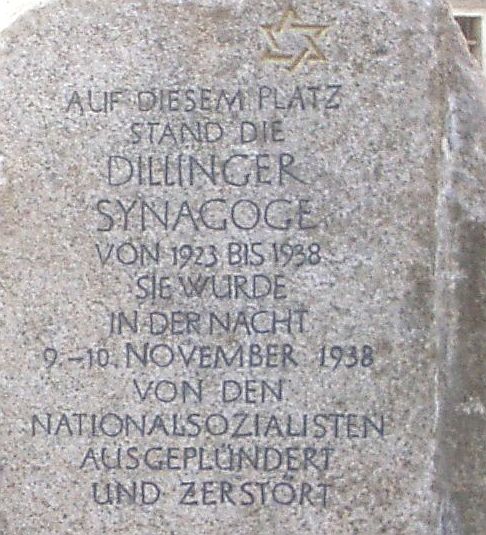 AUF DIESEM PLATZ
STAND DIE
DILLINGER
SYNAGOGE
VON 1923 BIS 1938
SIE WURDE
IN DER NACHT
9.-10. NOVEMBER 1938
VON DEN
NATIONALSOZIALISTEN
AUSGEPLÜNDERT
UND ZERSTÖRT